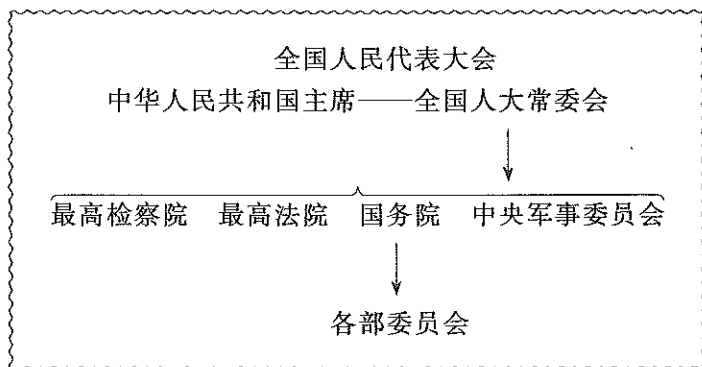 全国人民代表大会
中华人民共和国主席——全国人大常委会
最高检察院 最高法院 国务院 中央军事委员会
各部委员会